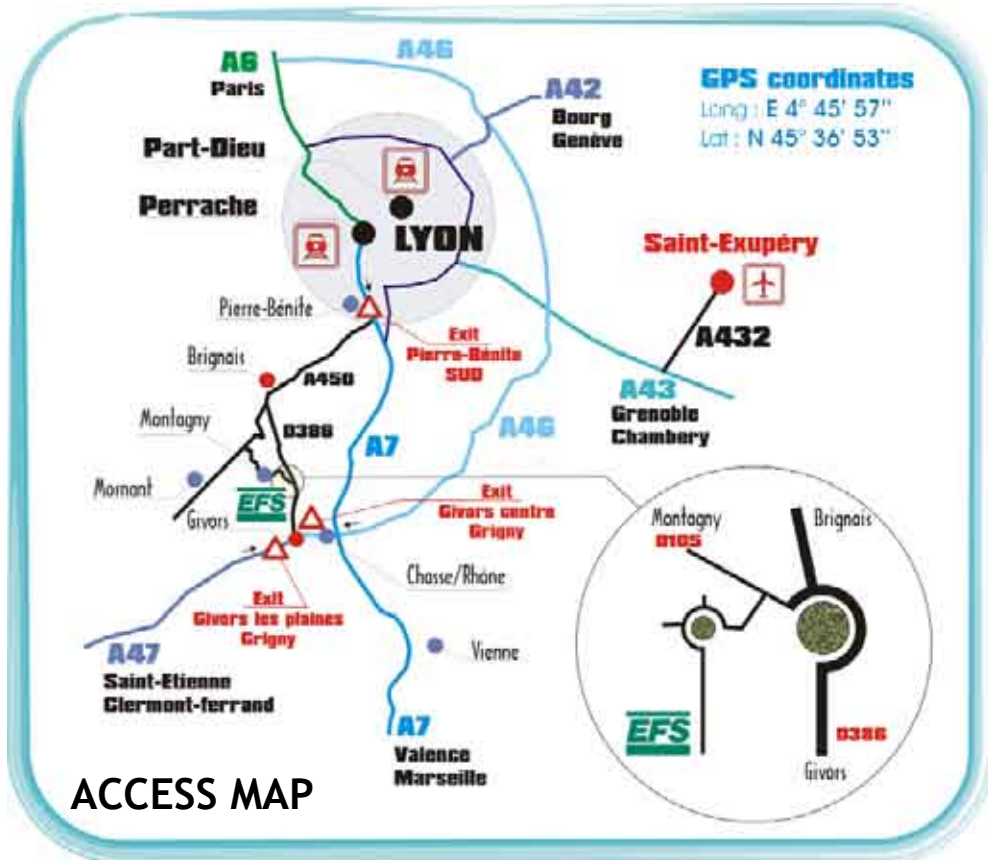 A6
Paris
A46
A42
Bourg
Genève
GPS coordinates
Long : E 4° 45' 57"
Lat : N 45° 36' 53"
Part-Dieu
Perrache
LYON
Saint-Exupéry
A432
Pierre-Bénite
Exit
Pierre-Bénite
SUD
Brignais
A450
A43
Grenoble
Chambery
Montagny
D386
A7
A46
Mornant
EFS
Givors
Exit
Givors centre
Grigny
Chasse/Rhône
Exit
Givors les plaines
Grigny
A47
Saint-Etienne
Clermont-ferrand
Vienne
A7
Valence
Marseille
Montagny
D105
Brignais
EFS
D386
Givors
ACCESS MAP